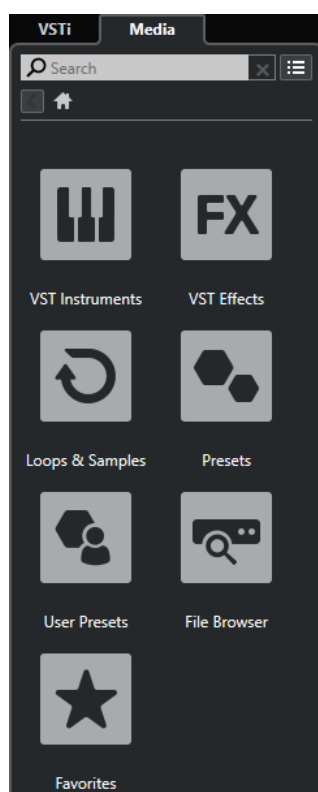 VSTi Media
Search
VST Instruments FX VST Effects
Loops & Samples Presets
User Presets File Browser
Favorites